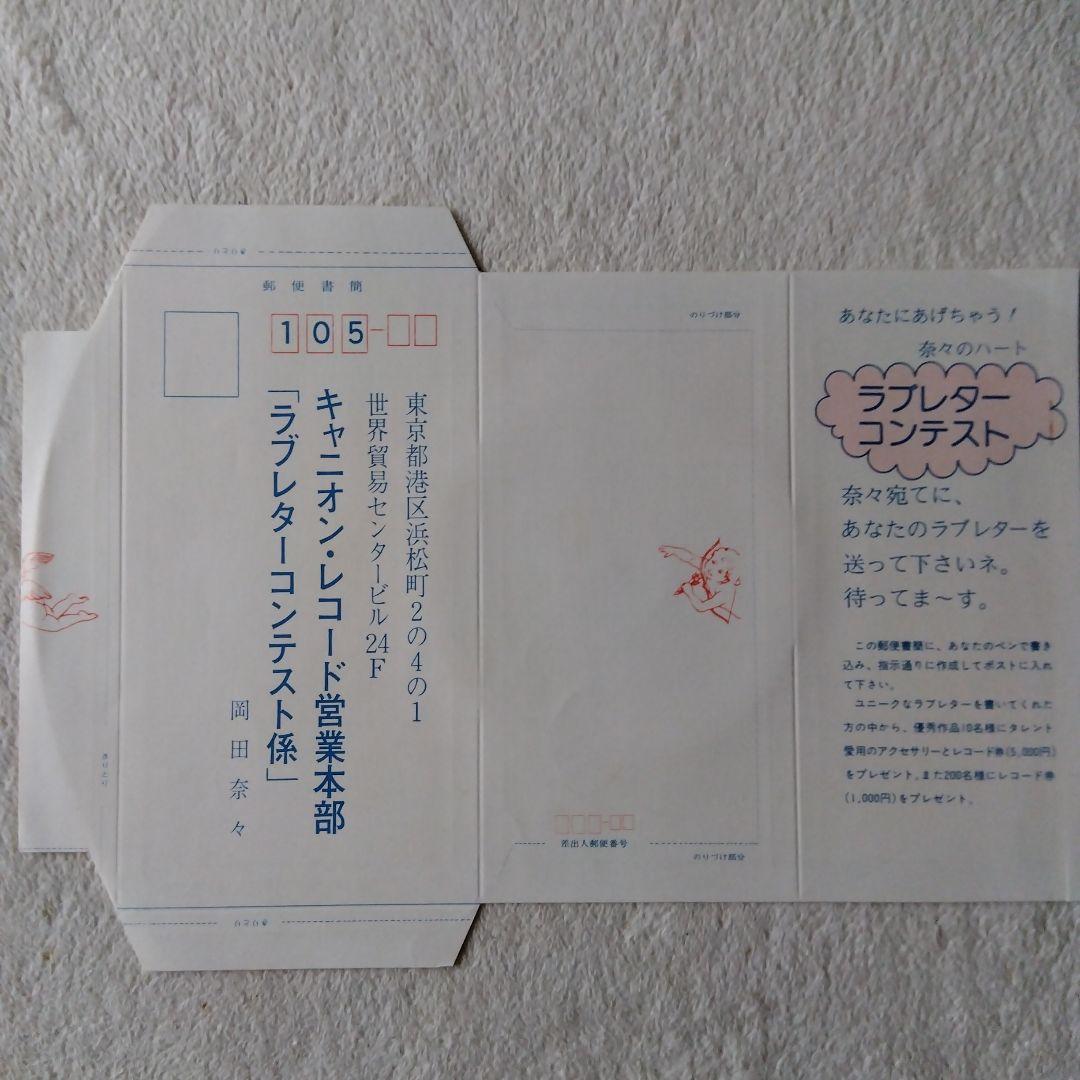 きりとり
郵便書簡
105-
東京都港区浜松町2の4の1
世界貿易センタービル24F
キャニオン・レコード営業本部
「ラブレターコンテスト係」
岡田奈々
きりとり
きりとり
のりづけ部分
差出人郵便番号
のりづけ部分
あなたにあげちゃう!
奈々のハート
ラブレター
コンテスト
奈々宛てに、
あなたのラブレターを
送って下さいネ。
待ってま〜す。
この郵便書簡に、あなたのペンで書き
込み、指示通りに作成してポストに入れ
て下さい。
ユニークなラブレターを書いてくれた
方の中から、優秀作品10名様にタレント
愛用のアクセサリーとレコード券(5,000円)
をプレゼント。また200名様にレコード券
(1,000円)をプレゼント。